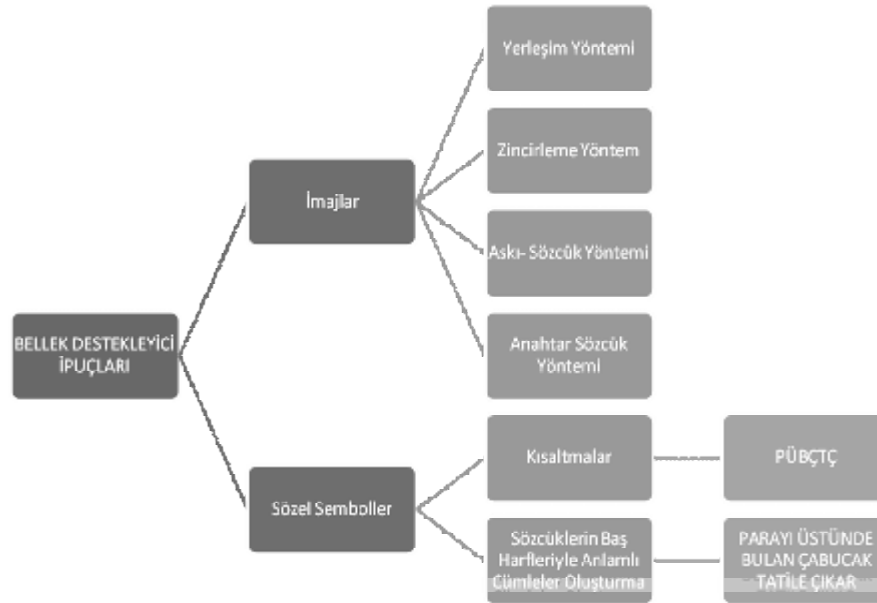 BELLEK DESTEKLEYİCİ
İPUÇLARI
İmajlar
Yerleşim Yöntemi
Zincirleme Yöntem
Askı- Sözcük Yöntemi
Anahtar Sözcük
Yöntemi
Sözel Semboller
Kısaltmalar
PÜBÇTÇ
Sözcüklerin Baş
Harfleriyle Anlamlı
Cümleler Oluşturma
PARAYI ÜSTÜNDE
BULAN ÇABUCAK
TATİLE ÇIKAR